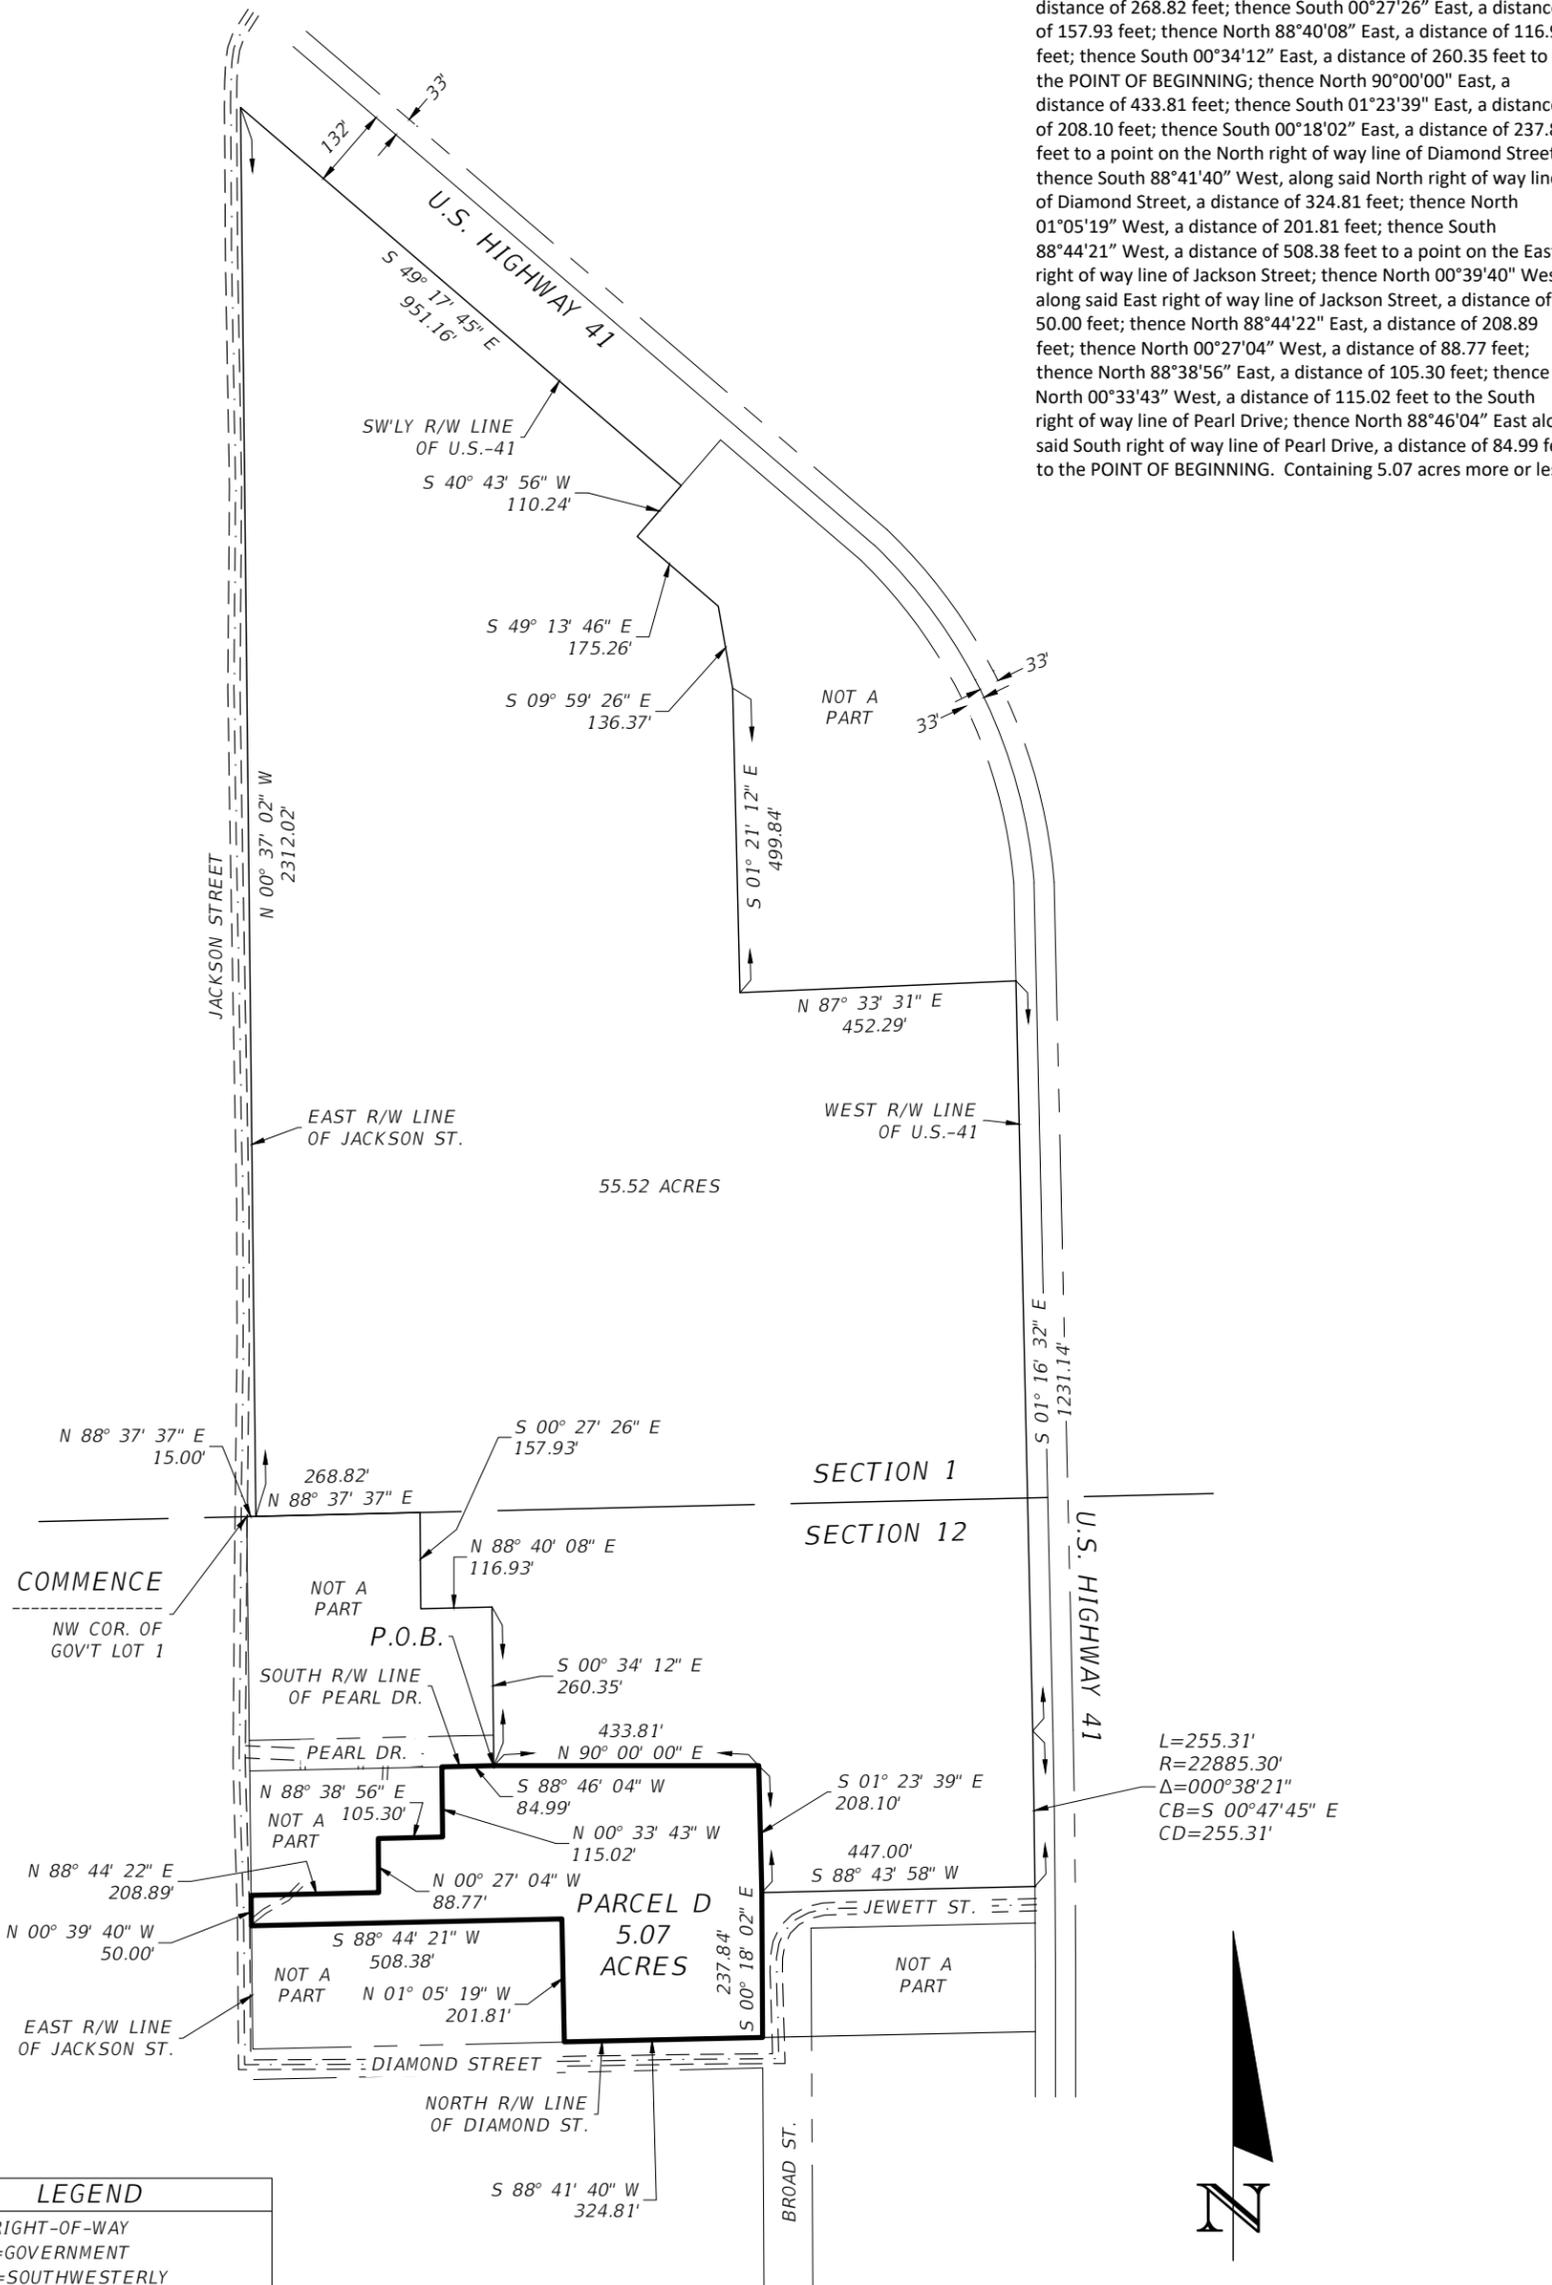 distance of 268.82 feet; thence South 00°27'26” East, a distanc
of 157.93 feet; thence North 88°40'08” East, a distance of 116.9
feet; thence South 00°34'12” East, a distance of 260.35 feet to
the POINT OF BEGINNING; thence North 90°00'00" East, a
distance of 433.81 feet; thence South 01°23'39" East, a distanc
of 208.10 feet; thence South 00°18'02” East, a distance of 237.8
feet to a point on the North right of way line of Diamond Street
thence South 88°41'40” West, along said North right of way line
of Diamond Street, a distance of 324.81 feet; thence North
01°05'19” West, a distance of 201.81 feet; thence South
88°44'21” West, a distance of 508.38 feet to a point on the Eas
right of way line of Jackson Street; thence North 00°39'40" Wes
along said East right of way line of Jackson Street, a distance of
50.00 feet; thence North 88°44'22" East, a distance of 208.89
feet; thence North 00°27'04” West, a distance of 88.77 feet;
thence North 88°38'56” East, a distance of 105.30 feet; thence
North 00°33'43” West, a distance of 115.02 feet to the South
right of way line of Pearl Drive; thence North 88°46'04” East alo
said South right of way line of Pearl Drive, a distance of 84.99 fe
to the POINT OF BEGINNING. Containing 5.07 acres more or les
33'
132'
U.S. HIGHWAY 41
S 49° 17' 45" E
951.16'
SW'LY R/W LINE
OF U.S.-41
S 40° 43' 56" W
110.24'
S 49° 13' 46" E
175.26'
S 09° 59' 26" E
136.37'
NOT A
PART
33'
33'
N 00° 37' 02" W
2312.02'
JACKSON STREET
S 01° 21' 12" E
499.84'
N 87° 33' 31" E
452.29'
EAST R/W LINE
OF JACKSON ST.
WEST R/W LINE
OF U.S.-41
55.52 ACRES
S 01° 16' 32" E
1231.14'
N 88° 37' 37" E
15.00'
268.82'
N 88° 37' 37" E
S 00° 27' 26" E
157.93'
SECTION 1
SECTION 12
U.S. HIGHWAY 41
COMMENCE
NW COR. OF
GOV'T LOT 1
NOT A
PART
N 88° 40' 08" E
116.93'
P.O.B.
SOUTH R/W LINE
OF PEARL DR.
S 00° 34' 12" E
260.35'
PEARL DR.
433.81'
N 90° 00' 00" E
L=255.31'
R=22885.30'
Δ=000°38'21"
CB=S 00°47'45" E
CD=255.31'
N 88° 38' 56" E
105.30'
NOT A
PART
S 88° 46' 04" W
84.99'
S 01° 23' 39" E
208.10'
N 00° 33' 43" W
115.02'
447.00'
S 88° 43' 58" W
N 88° 44' 22" E
208.89'
N 00° 27' 04" W
88.77'
PARCEL D
5.07
ACRES
237.84'
S 00° 18' 02" E
JEWETT ST.
N 00° 39' 40" W
50.00'
S 88° 44' 21" W
508.38'
NOT A
PART
N 01° 05' 19" W
201.81'
NOT A
PART
EAST R/W LINE
OF JACKSON ST.
DIAMOND STREET
NORTH R/W LINE
OF DIAMOND ST.
S 88° 41' 40" W
324.81'
BROAD ST.
N
LEGEND
RIGHT-OF-WAY
=GOVERNMENT
=SOUTHWESTERLY